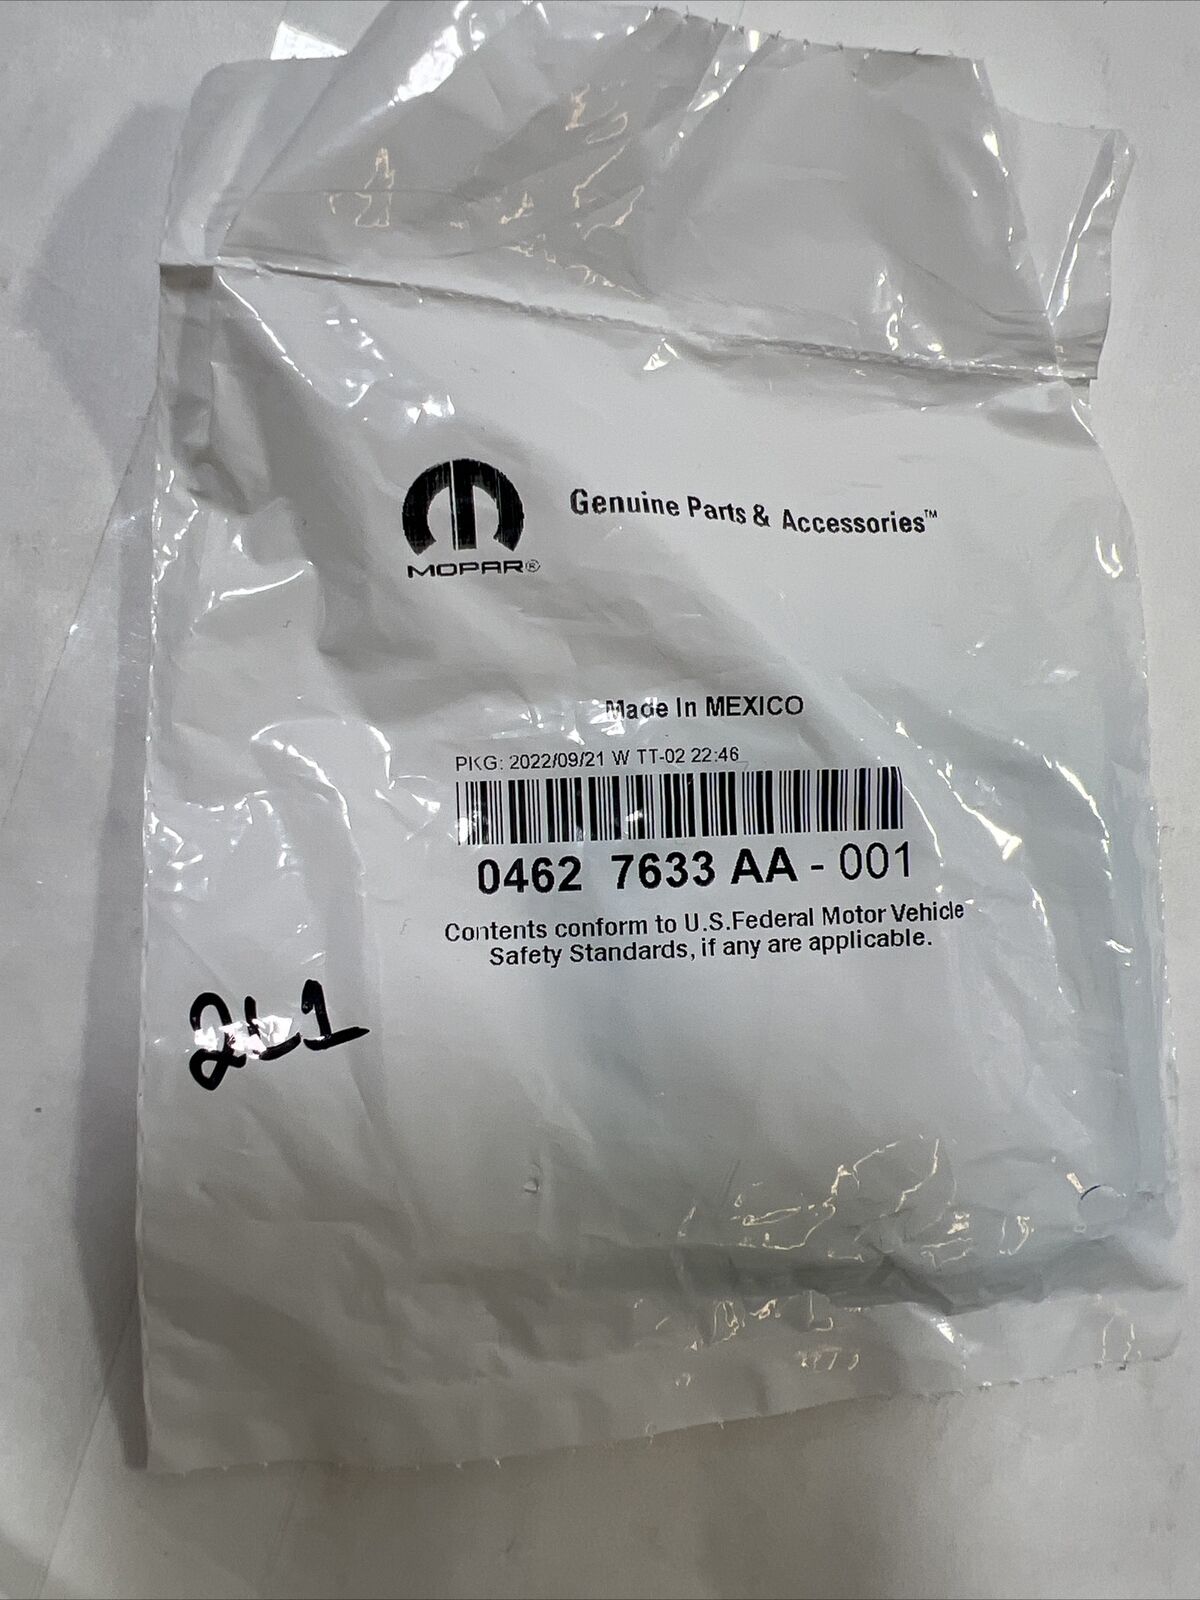 MOPAR®
Genuine Parts & Accessories™
Made In MEXICO
PKG: 2022/09/21 W TT-02 22:46
0462 7633 AA - 001
Contents conform to U.S.Federal Motor Vehicle
Safety Standards, if any are applicable.
2L1